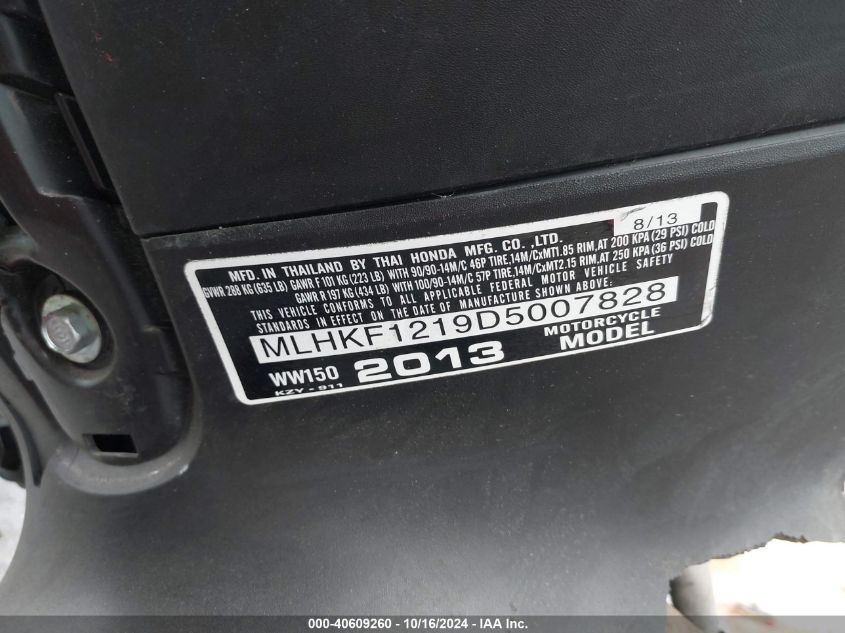 8/13
MFD. IN THAILAND BY THAI HONDA MFG. CO. ,LTD.
GVWR 288 KG (635 LB) GAWR F 101 KG (223 LB) WITH 90/90-14M/C 46P TIRE,14M/CxMT1.85 RIM,AT 200 KPA (29 PSI) COLD
GAWR R 197 KG (434 LB) WITH 100/90-14M/C 57P TIRE,14M/CxMT2.15 RIM,AT 250 KPA (36 PSI) COLD
THIS VEHICLE CONFORMS TO ALL APPLICABLE FEDERAL MOTOR VEHICLE SAFETY
STANDARDS IN EFFECT ON THE DATE OF MANUFACTURE SHOWN ABOVE.
MLHKF1219D5007828
WW150 2013 MOTORCYCLE MODEL
KZY - 911
000-40609260 - 10/16/2024 - IAAI.com